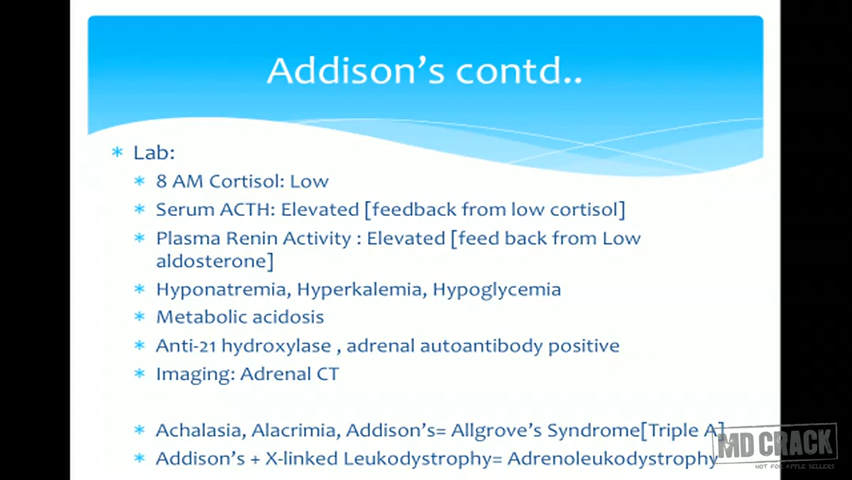 Addison's contd..
Lab:
8 AM Cortisol: Low
Serum ACTH: Elevated [feedback from low cortisol]
Plasma Renin Activity : Elevated [feed back from Low
aldosterone]
Hyponatremia, Hyperkalemia, Hypoglycemia
Metabolic acidosis
Anti-21 hydroxylase , adrenal autoantibody positive
Imaging: Adrenal CT
Achalasia, Alacrimia, Addison's= Allgrove's Syndrome[Triple A]
Addison's + X-linked Leukodystrophy= Adrenoleukodystrophy
MD CRACK
NOT FOR APPLE SELLERS